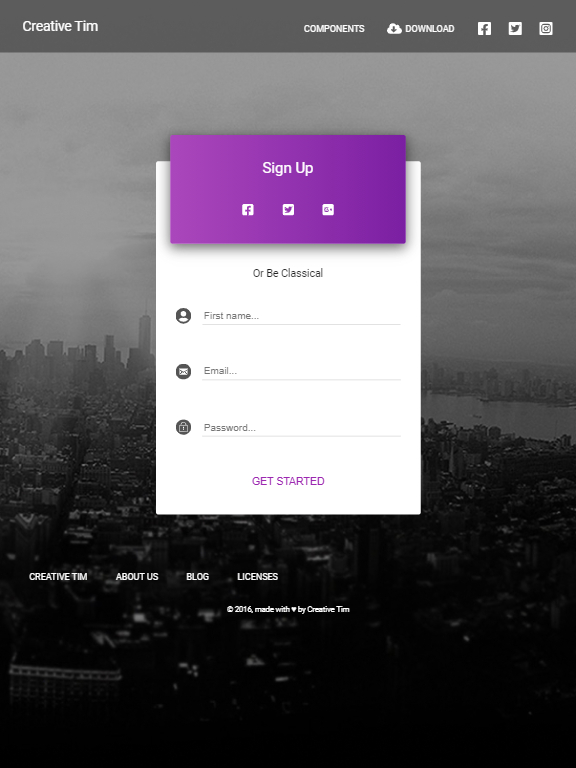 Creative Tim
COMPONENTS DOWNLOAD
Sign Up
Or Be Classical
First name...
Email...
Password...
GET STARTED
CREATIVE TIM ABOUT US BLOG LICENSES
© 2016, made with ♥ by Creative Tim